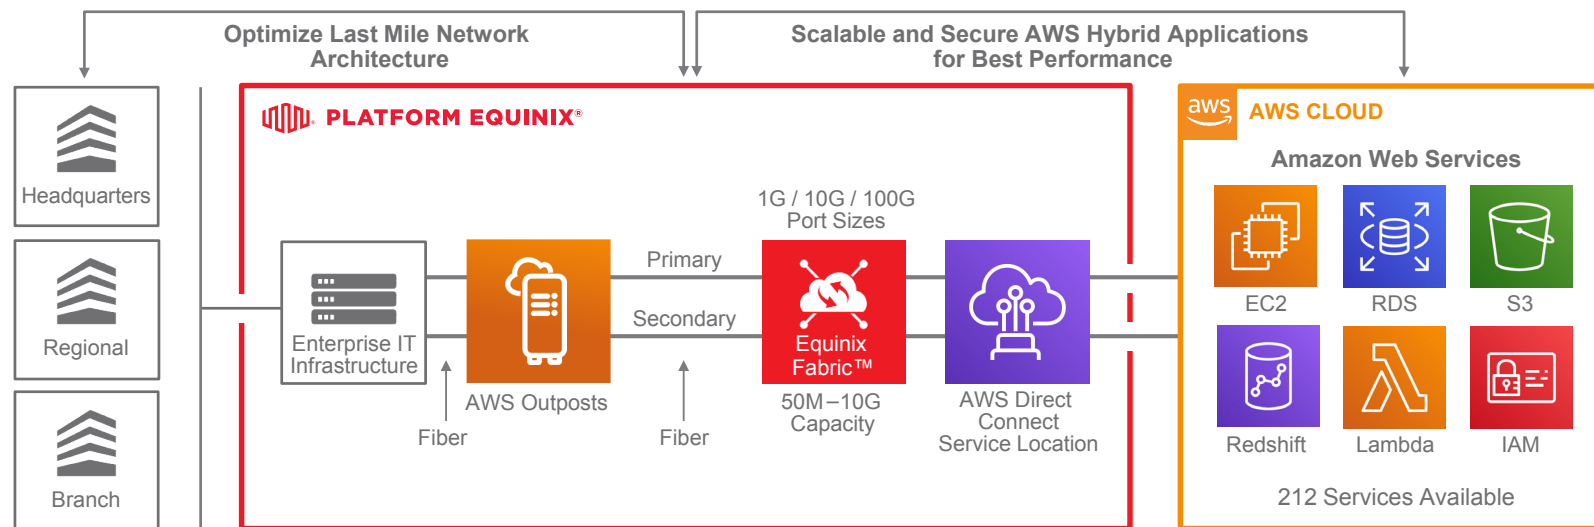 Optimize Last Mile Network
Architecture
Scalable and Secure AWS Hybrid Applications
for Best Performance
Headquarters
Regional
Branch
PLATFORM EQUINIX®
Enterprise IT
Infrastructure
Fiber
AWS Outposts
Primary
Secondary
Fiber
1G / 10G / 100G
Port Sizes
Equinix
Fabric™
50M–10G
Capacity
AWS Direct
Connect
Service Location
aws
AWS CLOUD
Amazon Web Services
EC2
RDS
S3
Redshift
Lambda
IAM
212 Services Available